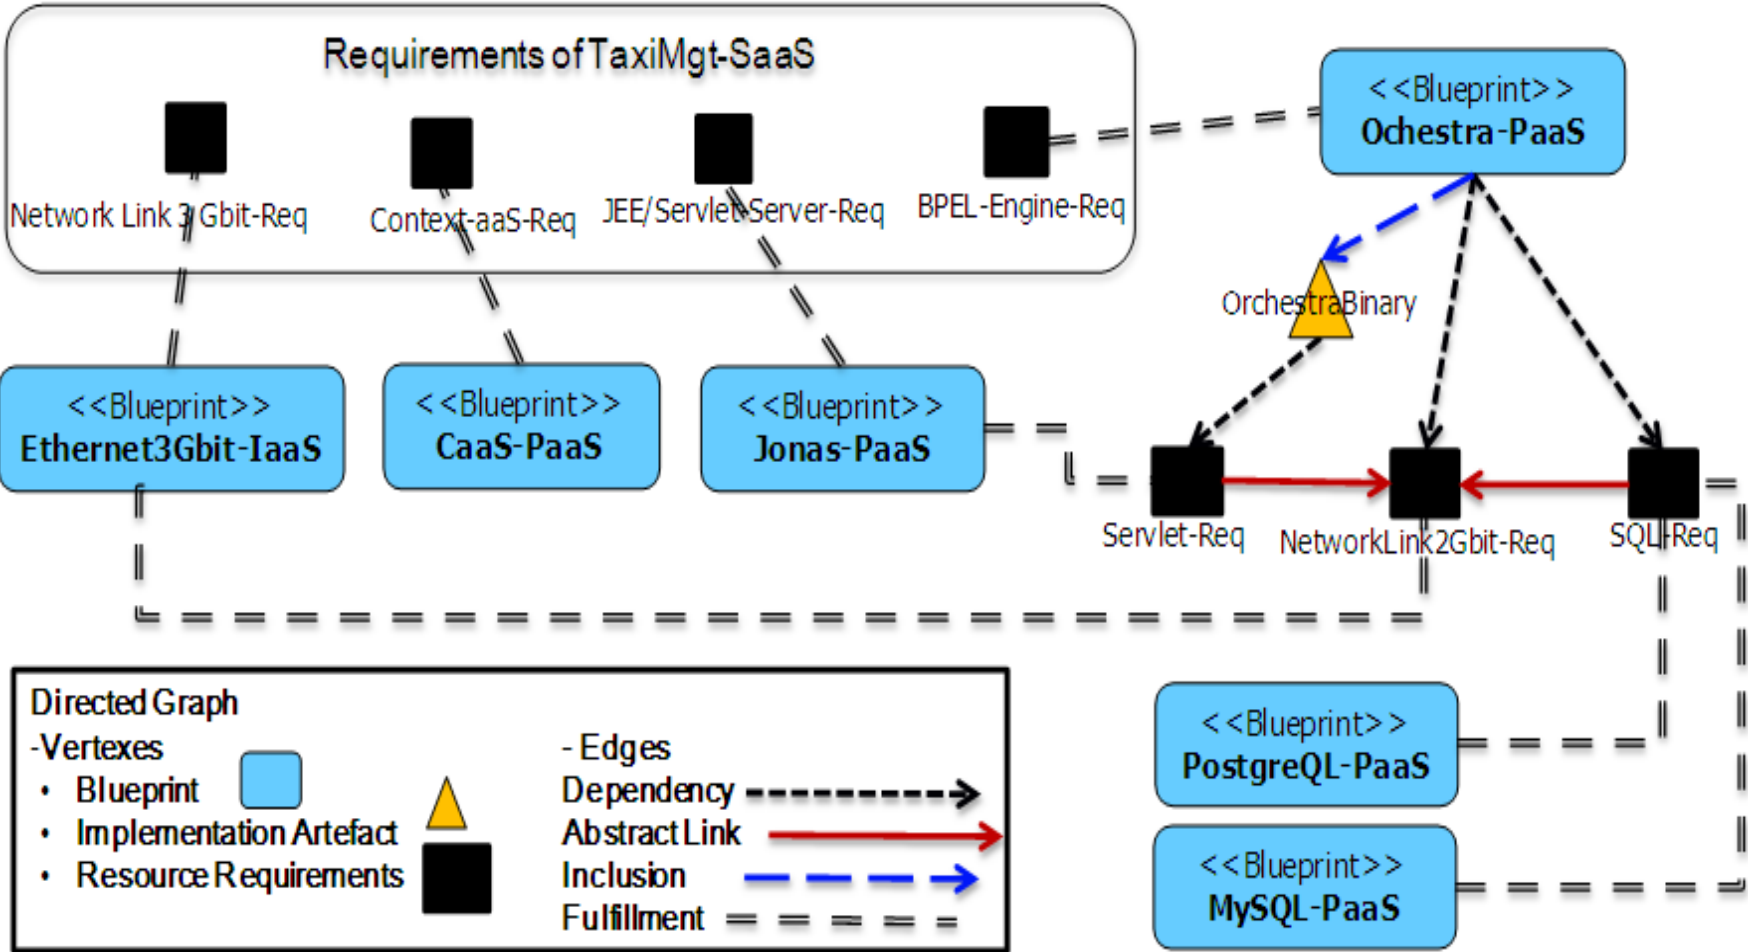 Requirements of TaxiMgt-SaaS
Network Link 3 Gbit-Req
Context-aaS-Req
JEE/Servlet Server-Req
BPEL-Engine-Req
<<Blueprint>>
Ochestra-PaaS
OrchestraBinary
<<Blueprint>>
Ethernet3Gbit-IaaS
<<Blueprint>>
CaaS-PaaS
<<Blueprint>>
Jonas-PaaS
Servlet-Req
NetworkLink2Gbit-Req
SQL-Req
<<Blueprint>>
PostgreQL-PaaS
<<Blueprint>>
MySQL-PaaS
Directed Graph
-Vertexes
• Blueprint
• Implementation Artefact
• Resource Requirements
- Edges
Dependency
Abstract Link
Inclusion
Fulfillment